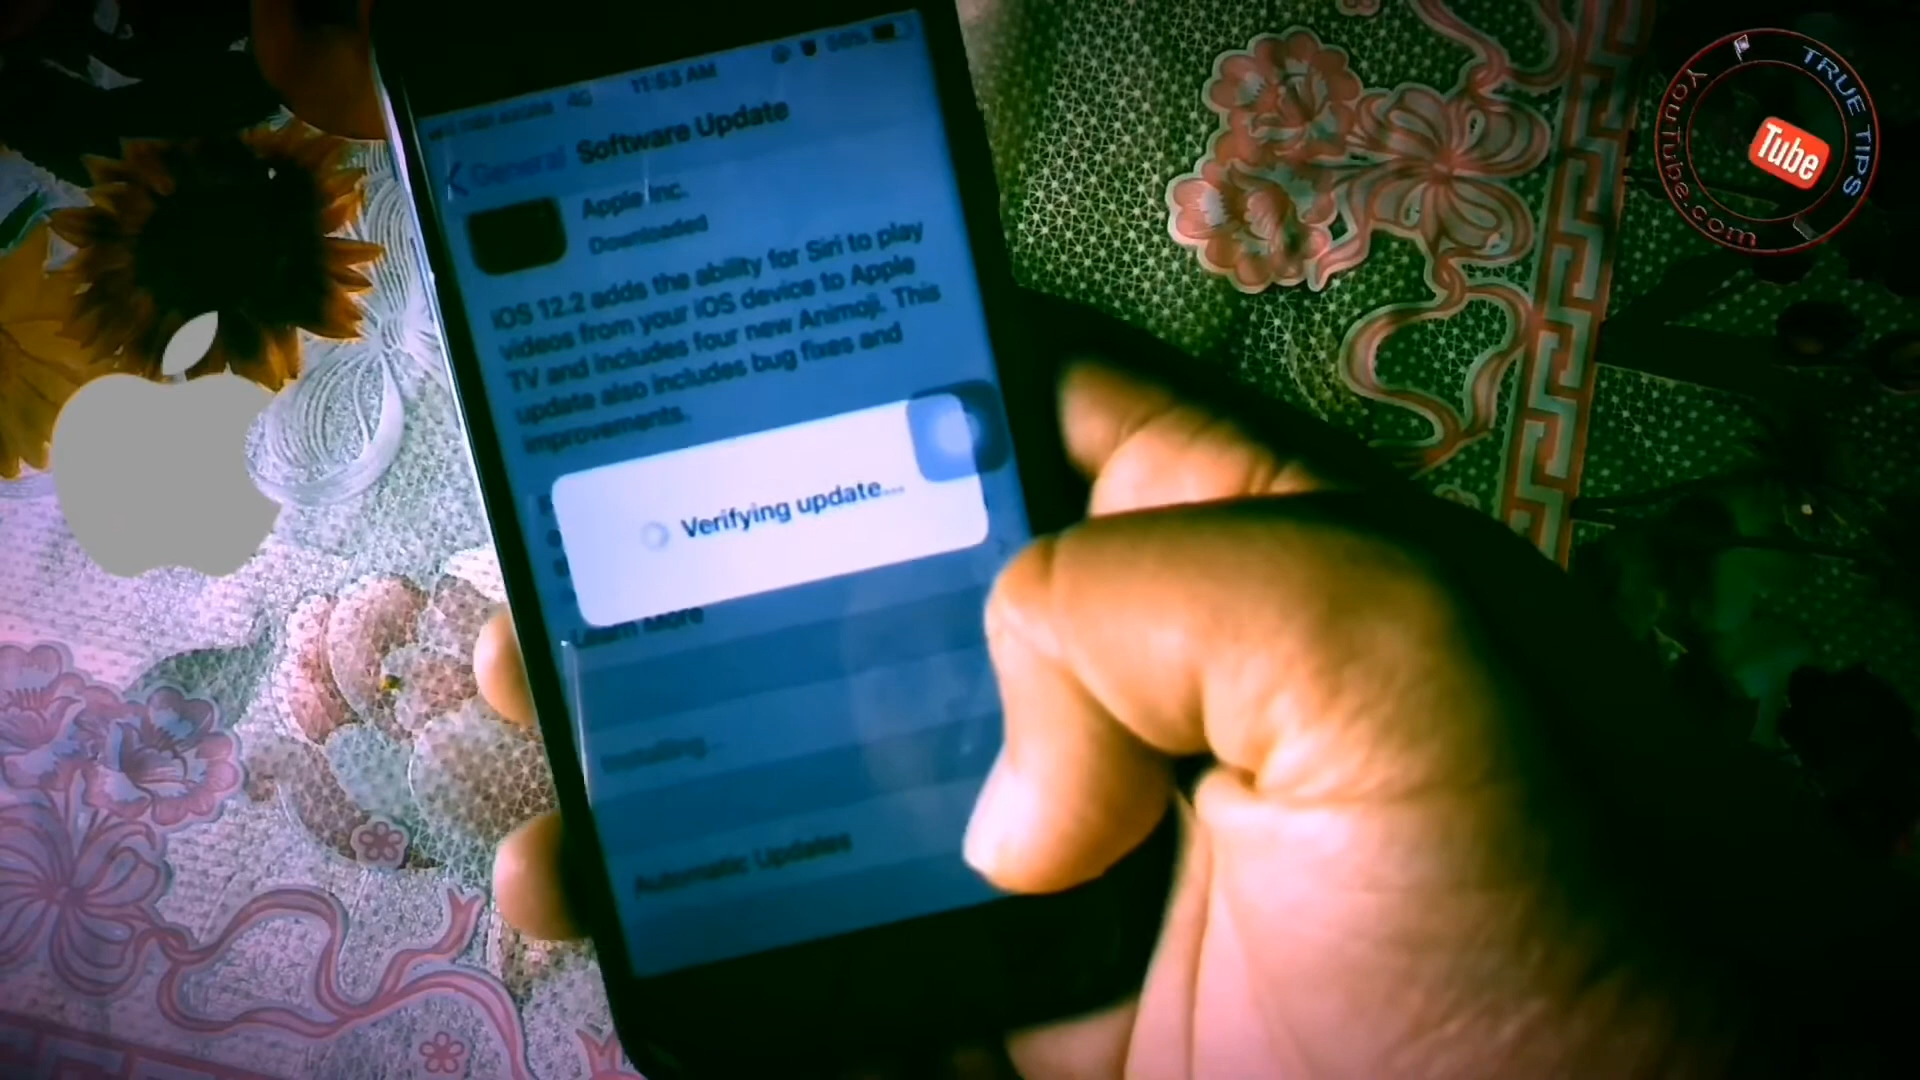 4G 11:53 AM
General Software Update
Apple Inc.
Downloaded
iOS 12.2 adds the ability for Siri to play
videos from your iOS device to Apple
TV and includes four new Animoji. This
update also includes bug fixes and
improvements.
Verifying update...
Learn More
Installing...
Automatic Updates
TRUE TIPS
Tube
YouTube.com